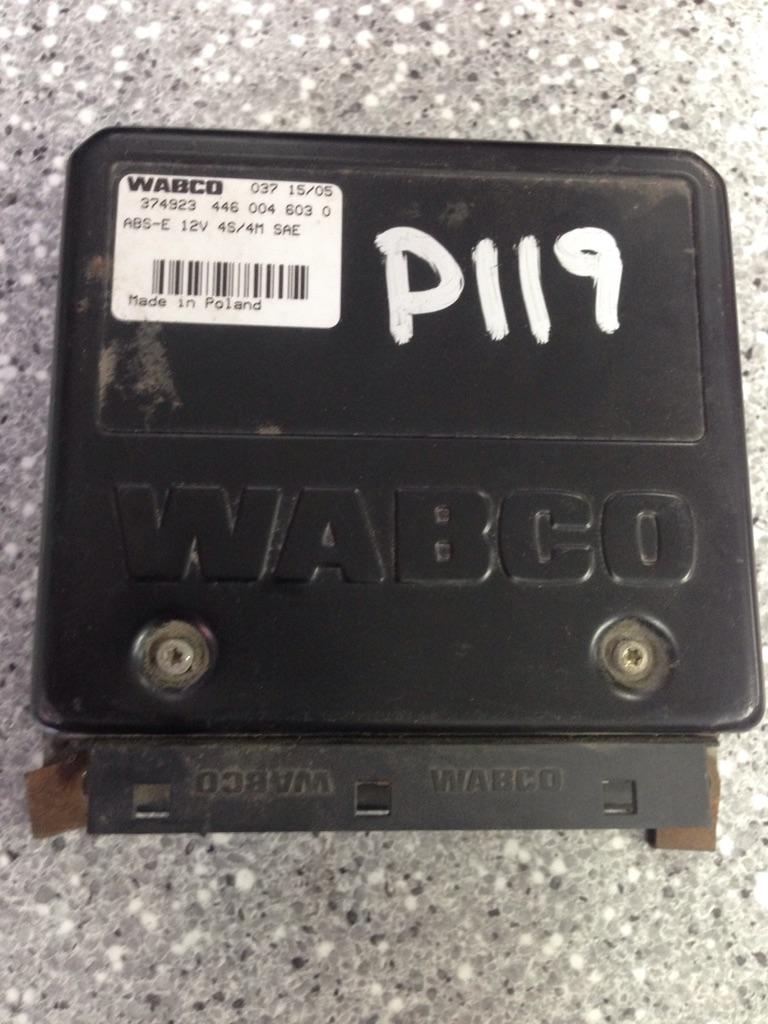 WABCO 037 15/05
374923 446 004 603 0
ABS-E 12V 4S/4M SAE
Made in Poland
P119
WABCO
WABCO WABCO